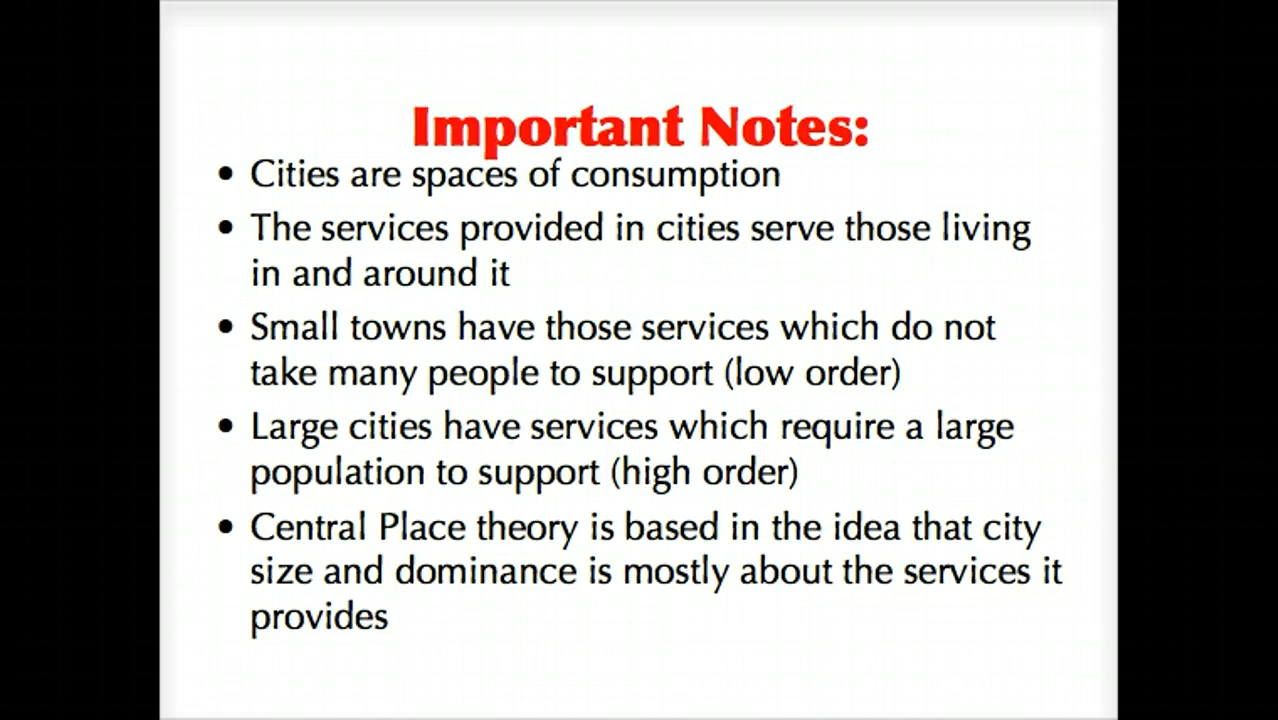 Important Notes:
• Cities are spaces of consumption
• The services provided in cities serve those living
in and around it
• Small towns have those services which do not
take many people to support (low order)
• Large cities have services which require a large
population to support (high order)
• Central Place theory is based in the idea that city
size and dominance is mostly about the services it
provides